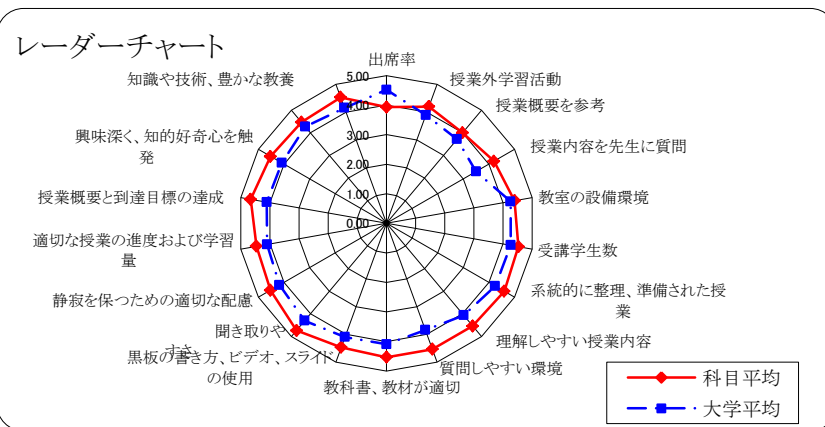 レーダーチャート
出席率
授業外学習活動
授業概要を参考
授業内容を先生に質問
教室の設備環境
受講学生数
系統的に整理、準備された授
業
理解しやすい授業内容
質問しやすい環境
教科書、教材が適切
黒板の書き方、ビデオ、スライド
の使用
聞き取りや
すさ
静寂を保つための適切な配慮
適切な授業の進度および学習
量
授業概要と到達目標の達成
興味深く、知的好奇心を触
発
知識や技術、豊かな教養
5.00
4.00
3.00
2.00
1.00
0.00
科目平均
大学平均